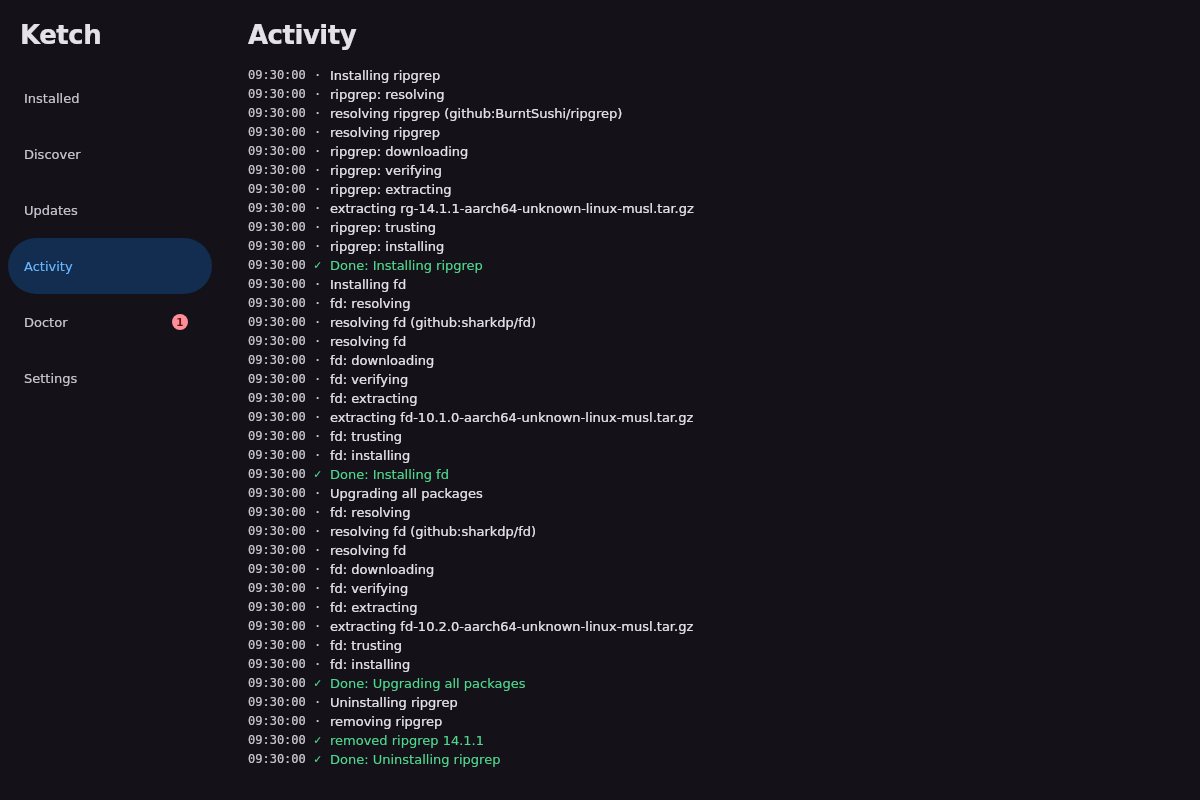 Ketch
Installed
Discover
Updates
Activity
Doctor 1
Settings
Activity
09:30:00 · Installing ripgrep
09:30:00 · ripgrep: resolving
09:30:00 · resolving ripgrep (github:BurntSushi/ripgrep)
09:30:00 · resolving ripgrep
09:30:00 · ripgrep: downloading
09:30:00 · ripgrep: verifying
09:30:00 · ripgrep: extracting
09:30:00 · extracting rg-14.1.1-aarch64-unknown-linux-musl.tar.gz
09:30:00 · ripgrep: trusting
09:30:00 · ripgrep: installing
09:30:00 ✓ Done: Installing ripgrep
09:30:00 · Installing fd
09:30:00 · fd: resolving
09:30:00 · resolving fd (github:sharkdp/fd)
09:30:00 · resolving fd
09:30:00 · fd: downloading
09:30:00 · fd: verifying
09:30:00 · fd: extracting
09:30:00 · extracting fd-10.1.0-aarch64-unknown-linux-musl.tar.gz
09:30:00 · fd: trusting
09:30:00 · fd: installing
09:30:00 ✓ Done: Installing fd
09:30:00 · Upgrading all packages
09:30:00 · fd: resolving
09:30:00 · resolving fd (github:sharkdp/fd)
09:30:00 · resolving fd
09:30:00 · fd: downloading
09:30:00 · fd: verifying
09:30:00 · fd: extracting
09:30:00 · extracting fd-10.2.0-aarch64-unknown-linux-musl.tar.gz
09:30:00 · fd: trusting
09:30:00 · fd: installing
09:30:00 ✓ Done: Upgrading all packages
09:30:00 · Uninstalling ripgrep
09:30:00 · removing ripgrep
09:30:00 ✓ removed ripgrep 14.1.1
09:30:00 ✓ Done: Uninstalling ripgrep